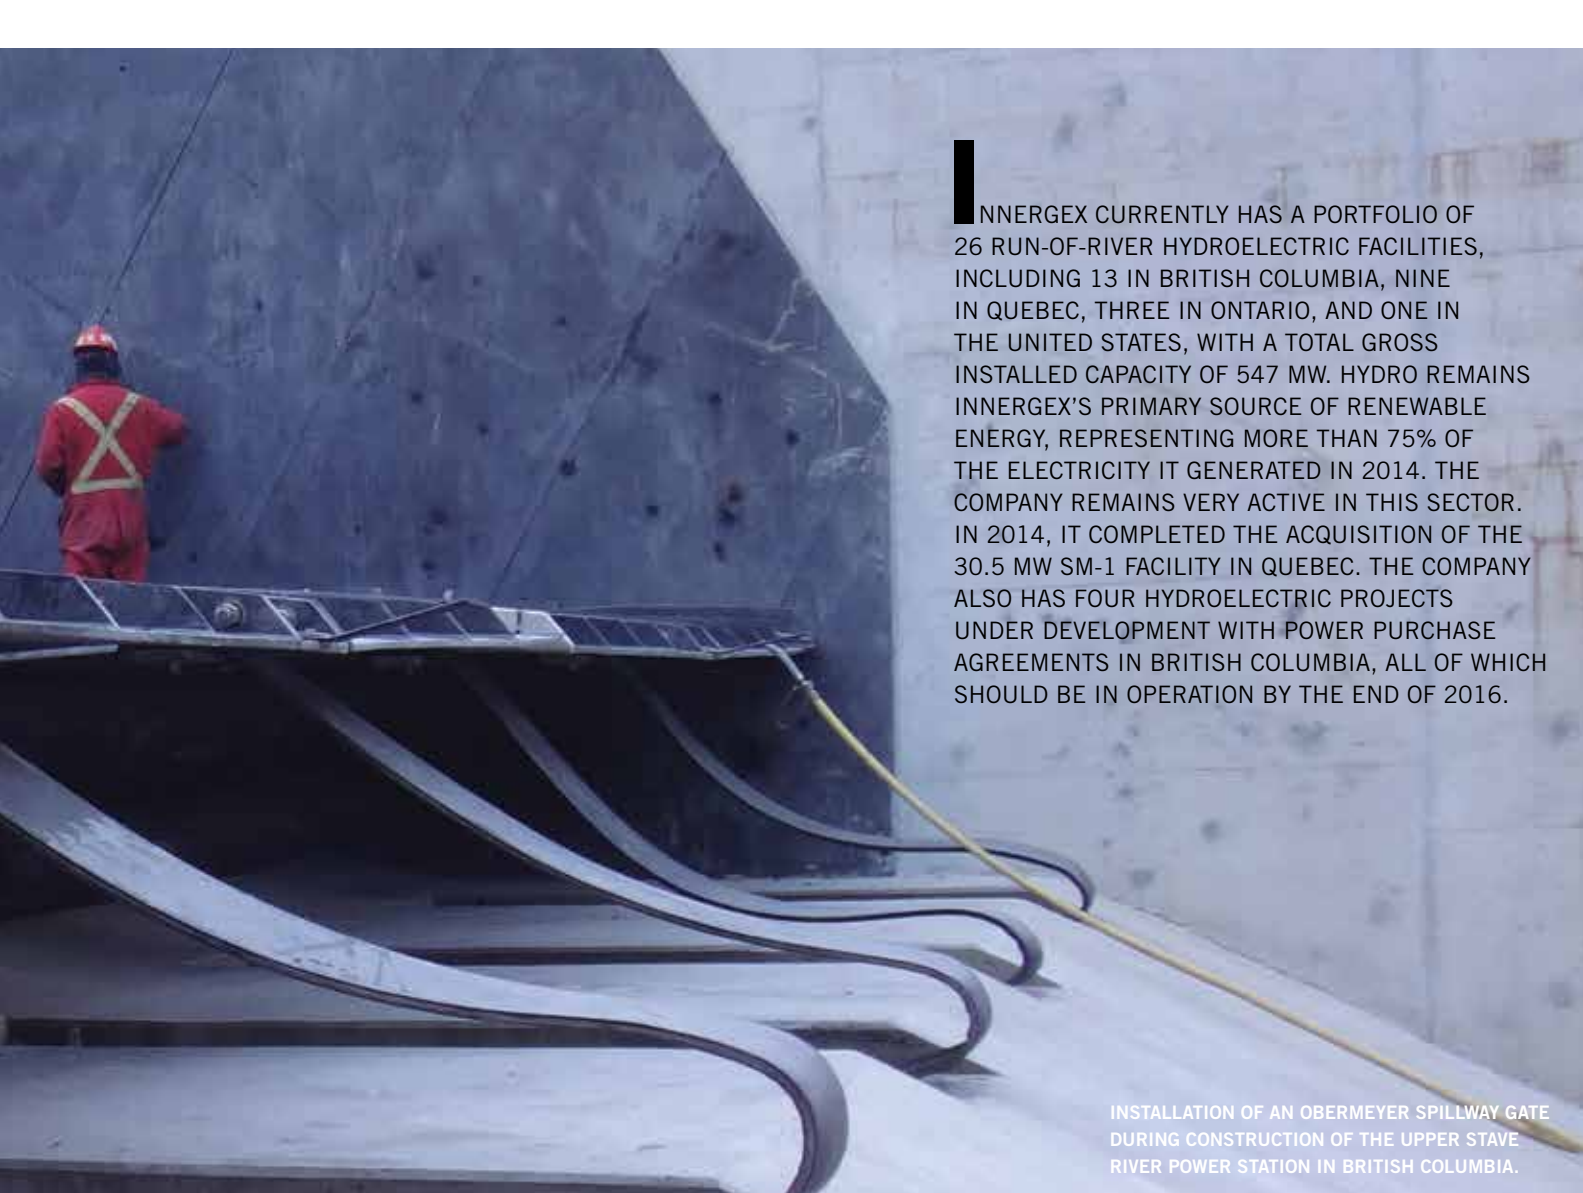 INNERGEX CURRENTLY HAS A PORTFOLIO OF
26 RUN-OF-RIVER HYDROELECTRIC FACILITIES,
INCLUDING 13 IN BRITISH COLUMBIA, NINE
IN QUEBEC, THREE IN ONTARIO, AND ONE IN
THE UNITED STATES, WITH A TOTAL GROSS
INSTALLED CAPACITY OF 547 MW. HYDRO REMAINS
INNERGEX'S PRIMARY SOURCE OF RENEWABLE
ENERGY, REPRESENTING MORE THAN 75% OF
THE ELECTRICITY IT GENERATED IN 2014. THE
COMPANY REMAINS VERY ACTIVE IN THIS SECTOR.
IN 2014, IT COMPLETED THE ACQUISITION OF THE
30.5 MW SM-1 FACILITY IN QUEBEC. THE COMPANY
ALSO HAS FOUR HYDROELECTRIC PROJECTS
UNDER DEVELOPMENT WITH POWER PURCHASE
AGREEMENTS IN BRITISH COLUMBIA, ALL OF WHICH
SHOULD BE IN OPERATION BY THE END OF 2016.
INSTALLATION OF AN OBERMEYER SPILLWAY GATE
DURING CONSTRUCTION OF THE UPPER STAVE
RIVER POWER STATION IN BRITISH COLUMBIA.